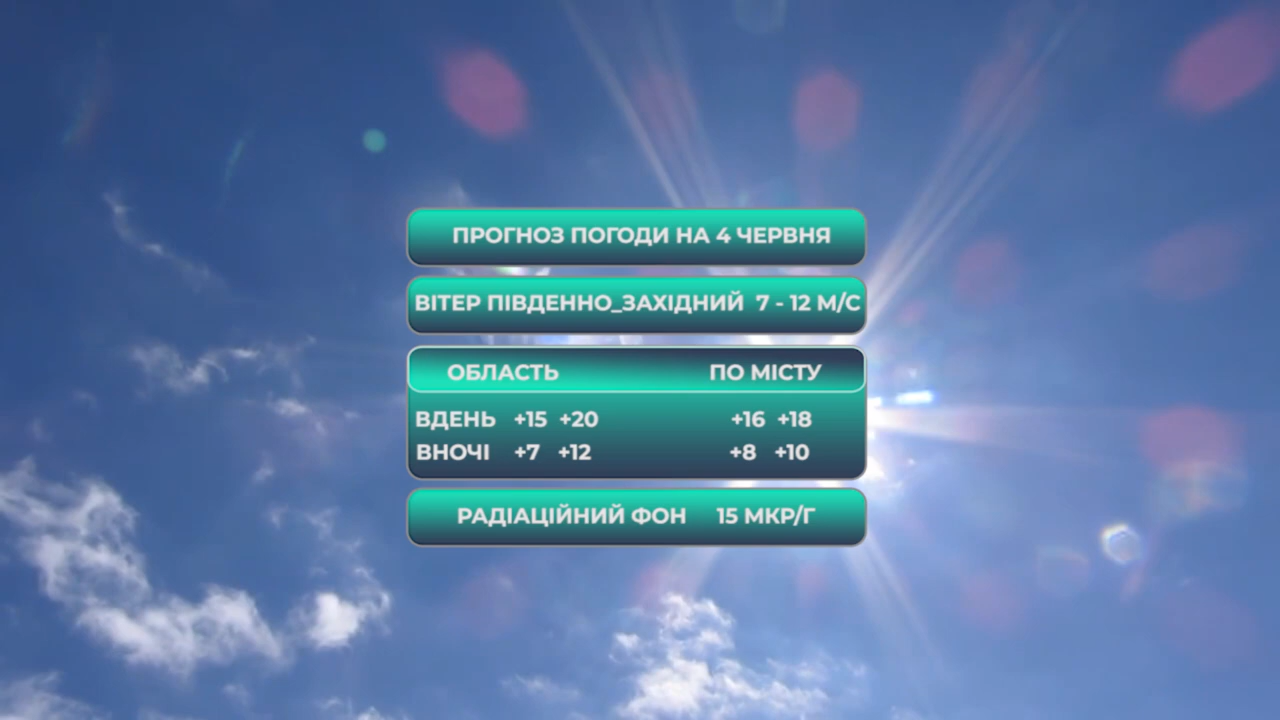 ПРОГНОЗ ПОГОДИ НА 4 ЧЕРВНЯ
ВІТЕР ПІВДЕННО_ЗАХІДНИЙ 7 - 12 М/С
ОБЛАСТЬ ПО МІСТУ
ВДЕНЬ +15 +20 +16 +18
ВНОЧІ +7 +12 +8 +10
РАДІАЦІЙНИЙ ФОН 15 МКР/Г